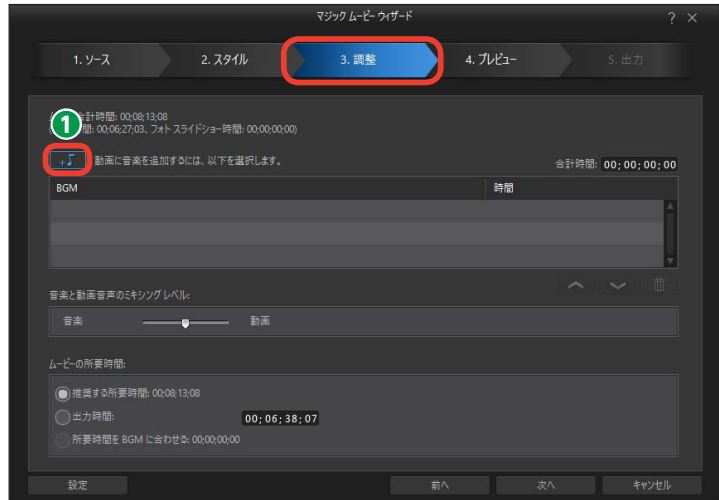 マジック ムービー ウィザード ? ×
1. ソース 2. スタイル 3. 調整 4. プレビュー 5. 出力
合計時間: 00;08;13;08
1
間: 00;06;27;03、フォト スライドショー時間: 00;00;00;00)
動画に音楽を追加するには、以下を選択します。 合計時間: 00; 00; 00; 00
BGM 時間
音楽と動画音声のミキシング レベル:
音楽 動画
ムービーの所要時間:
推奨する所要時間: 00;08;13;08
出力時間: 00; 06; 38; 07
所要時間を BGM に合わせる: 00;00;00;00
設定 前へ 次へ キャンセル